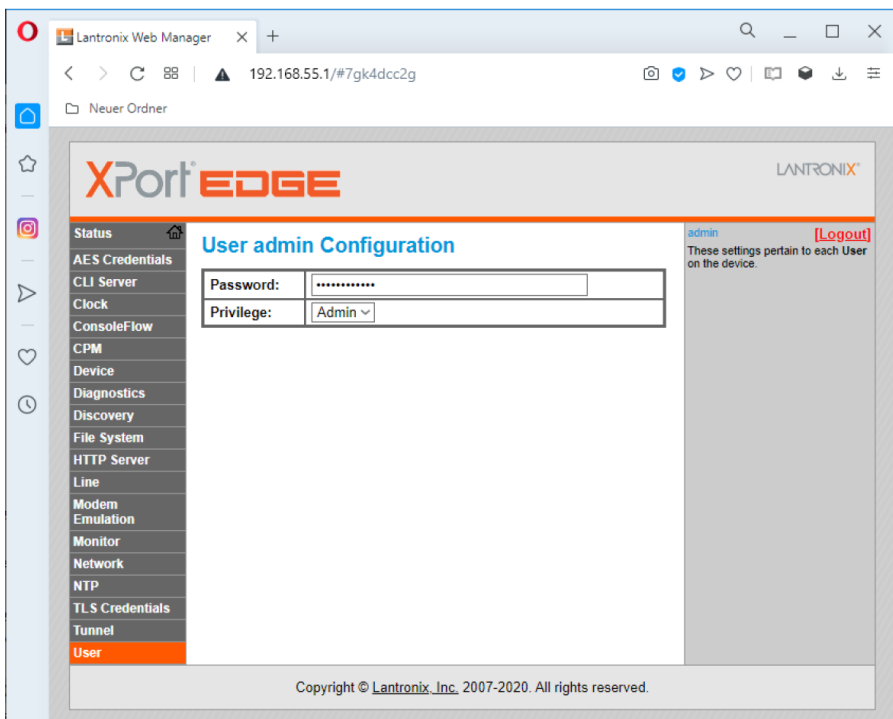 Lantronix Web Manager
192.168.55.1/#7gk4dcc2g
Neuer Ordner
XPort® EDGE
LANTRONIX®
Status
AES Credentials
CLI Server
Clock
ConsoleFlow
CPM
Device
Diagnostics
Discovery
File System
HTTP Server
Line
Modem
Emulation
Monitor
Network
NTP
TLS Credentials
Tunnel
User
User admin Configuration
Password: ••••••••••••
Privilege: Admin
admin [Logout]
These settings pertain to each User
on the device.
Copyright © Lantronix, Inc. 2007-2020. All rights reserved.